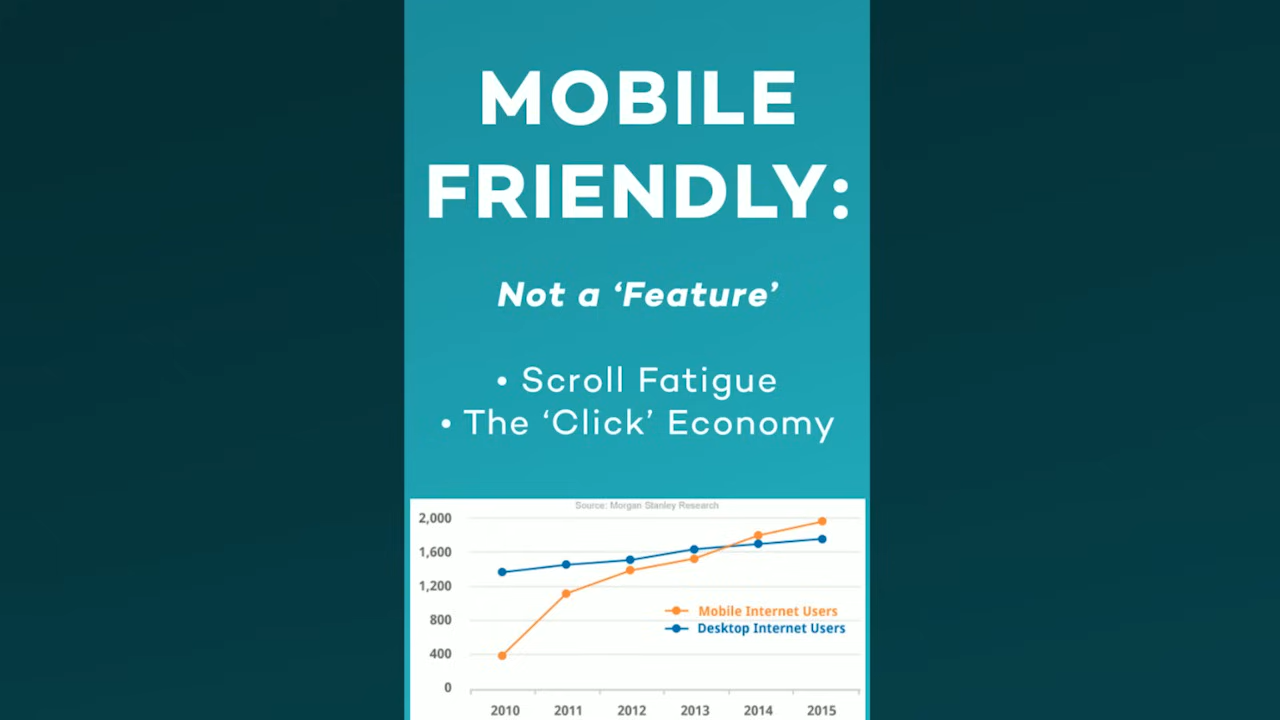 MOBILE
FRIENDLY:
Not a ‘Feature’
• Scroll Fatigue
• The ‘Click’ Economy
Source: Morgan Stanley Research
2,000
1,600
1,200
800
400
0
Mobile Internet Users
Desktop Internet Users
2010 2011 2012 2013 2014 2015